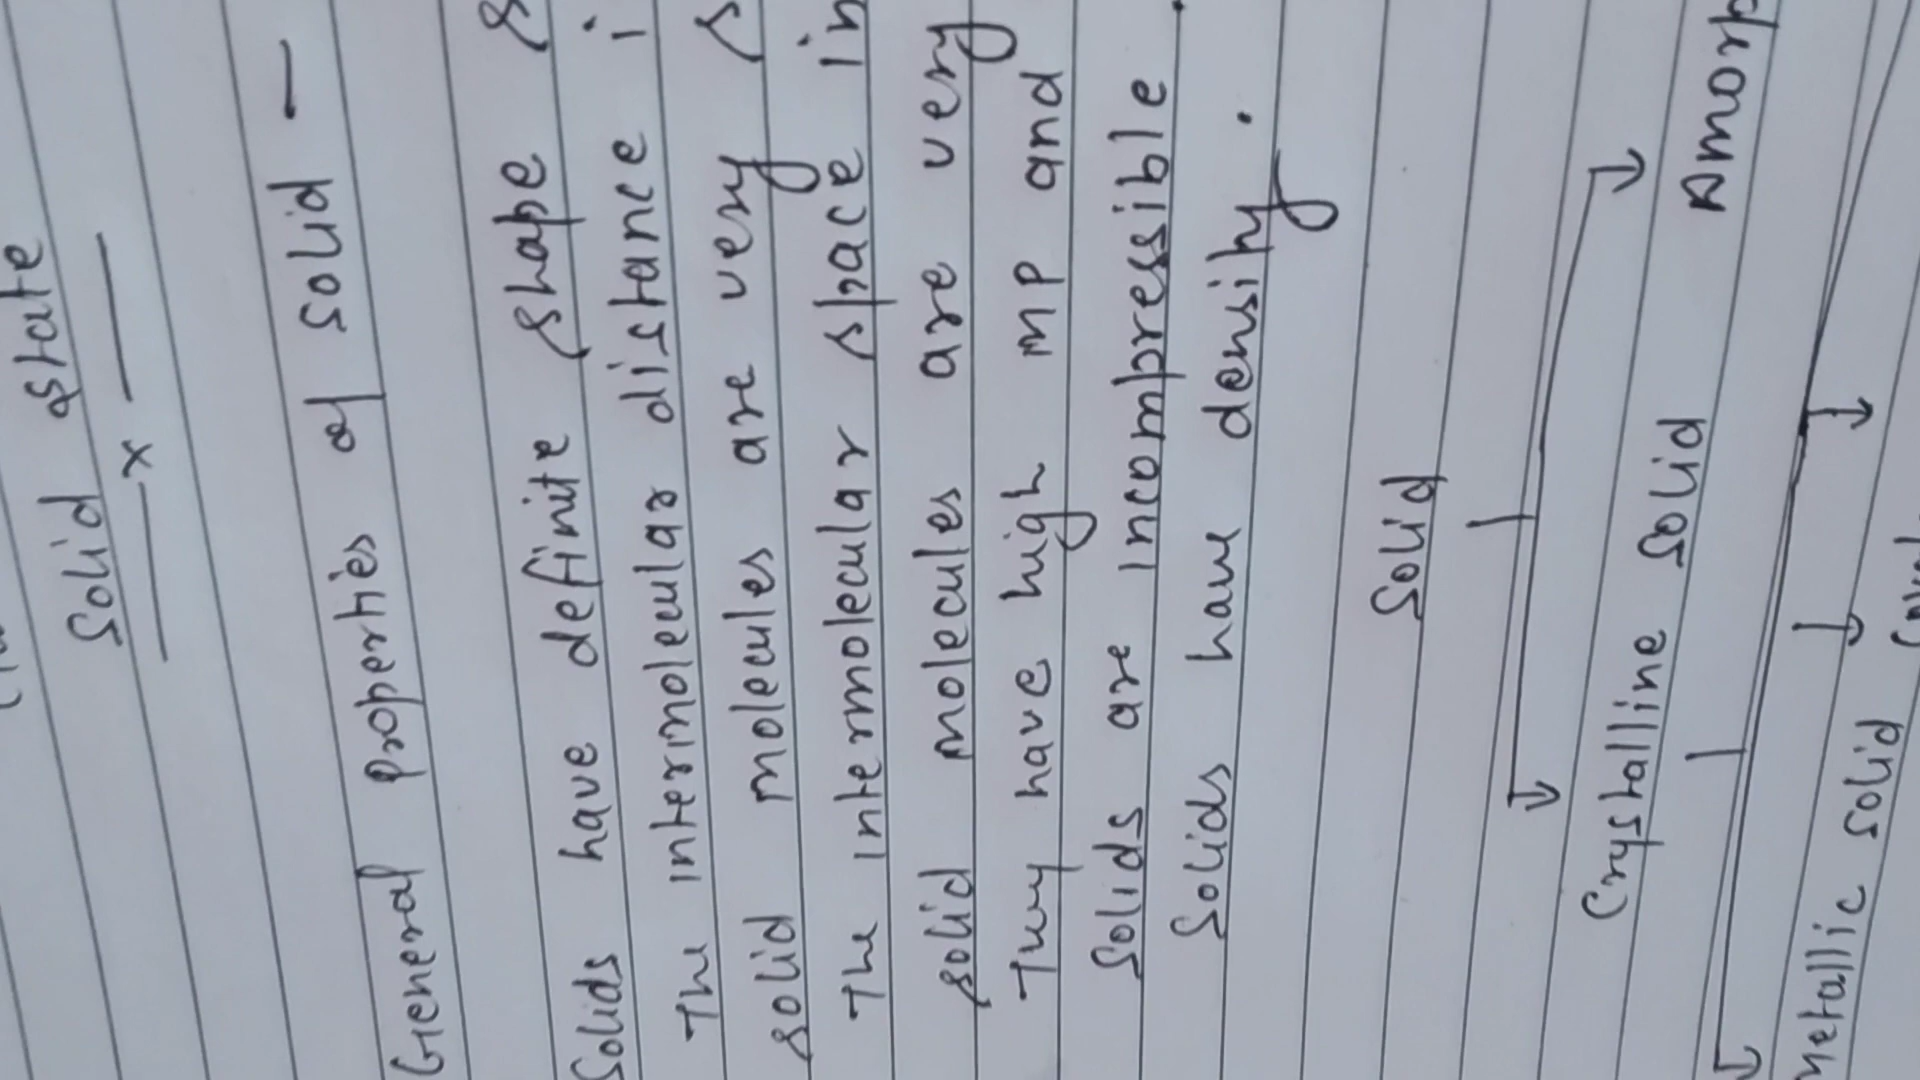 Solid state
— x —
General properties of solid —
Solids have definite shape
The intermolecular distance
solid molecules are very
The intermolecular space in
solid molecules are very
They have high MP and
Solids are incompressible.
Solids have density.
Solid
Crystalline Solid Amorp
Metallic solid